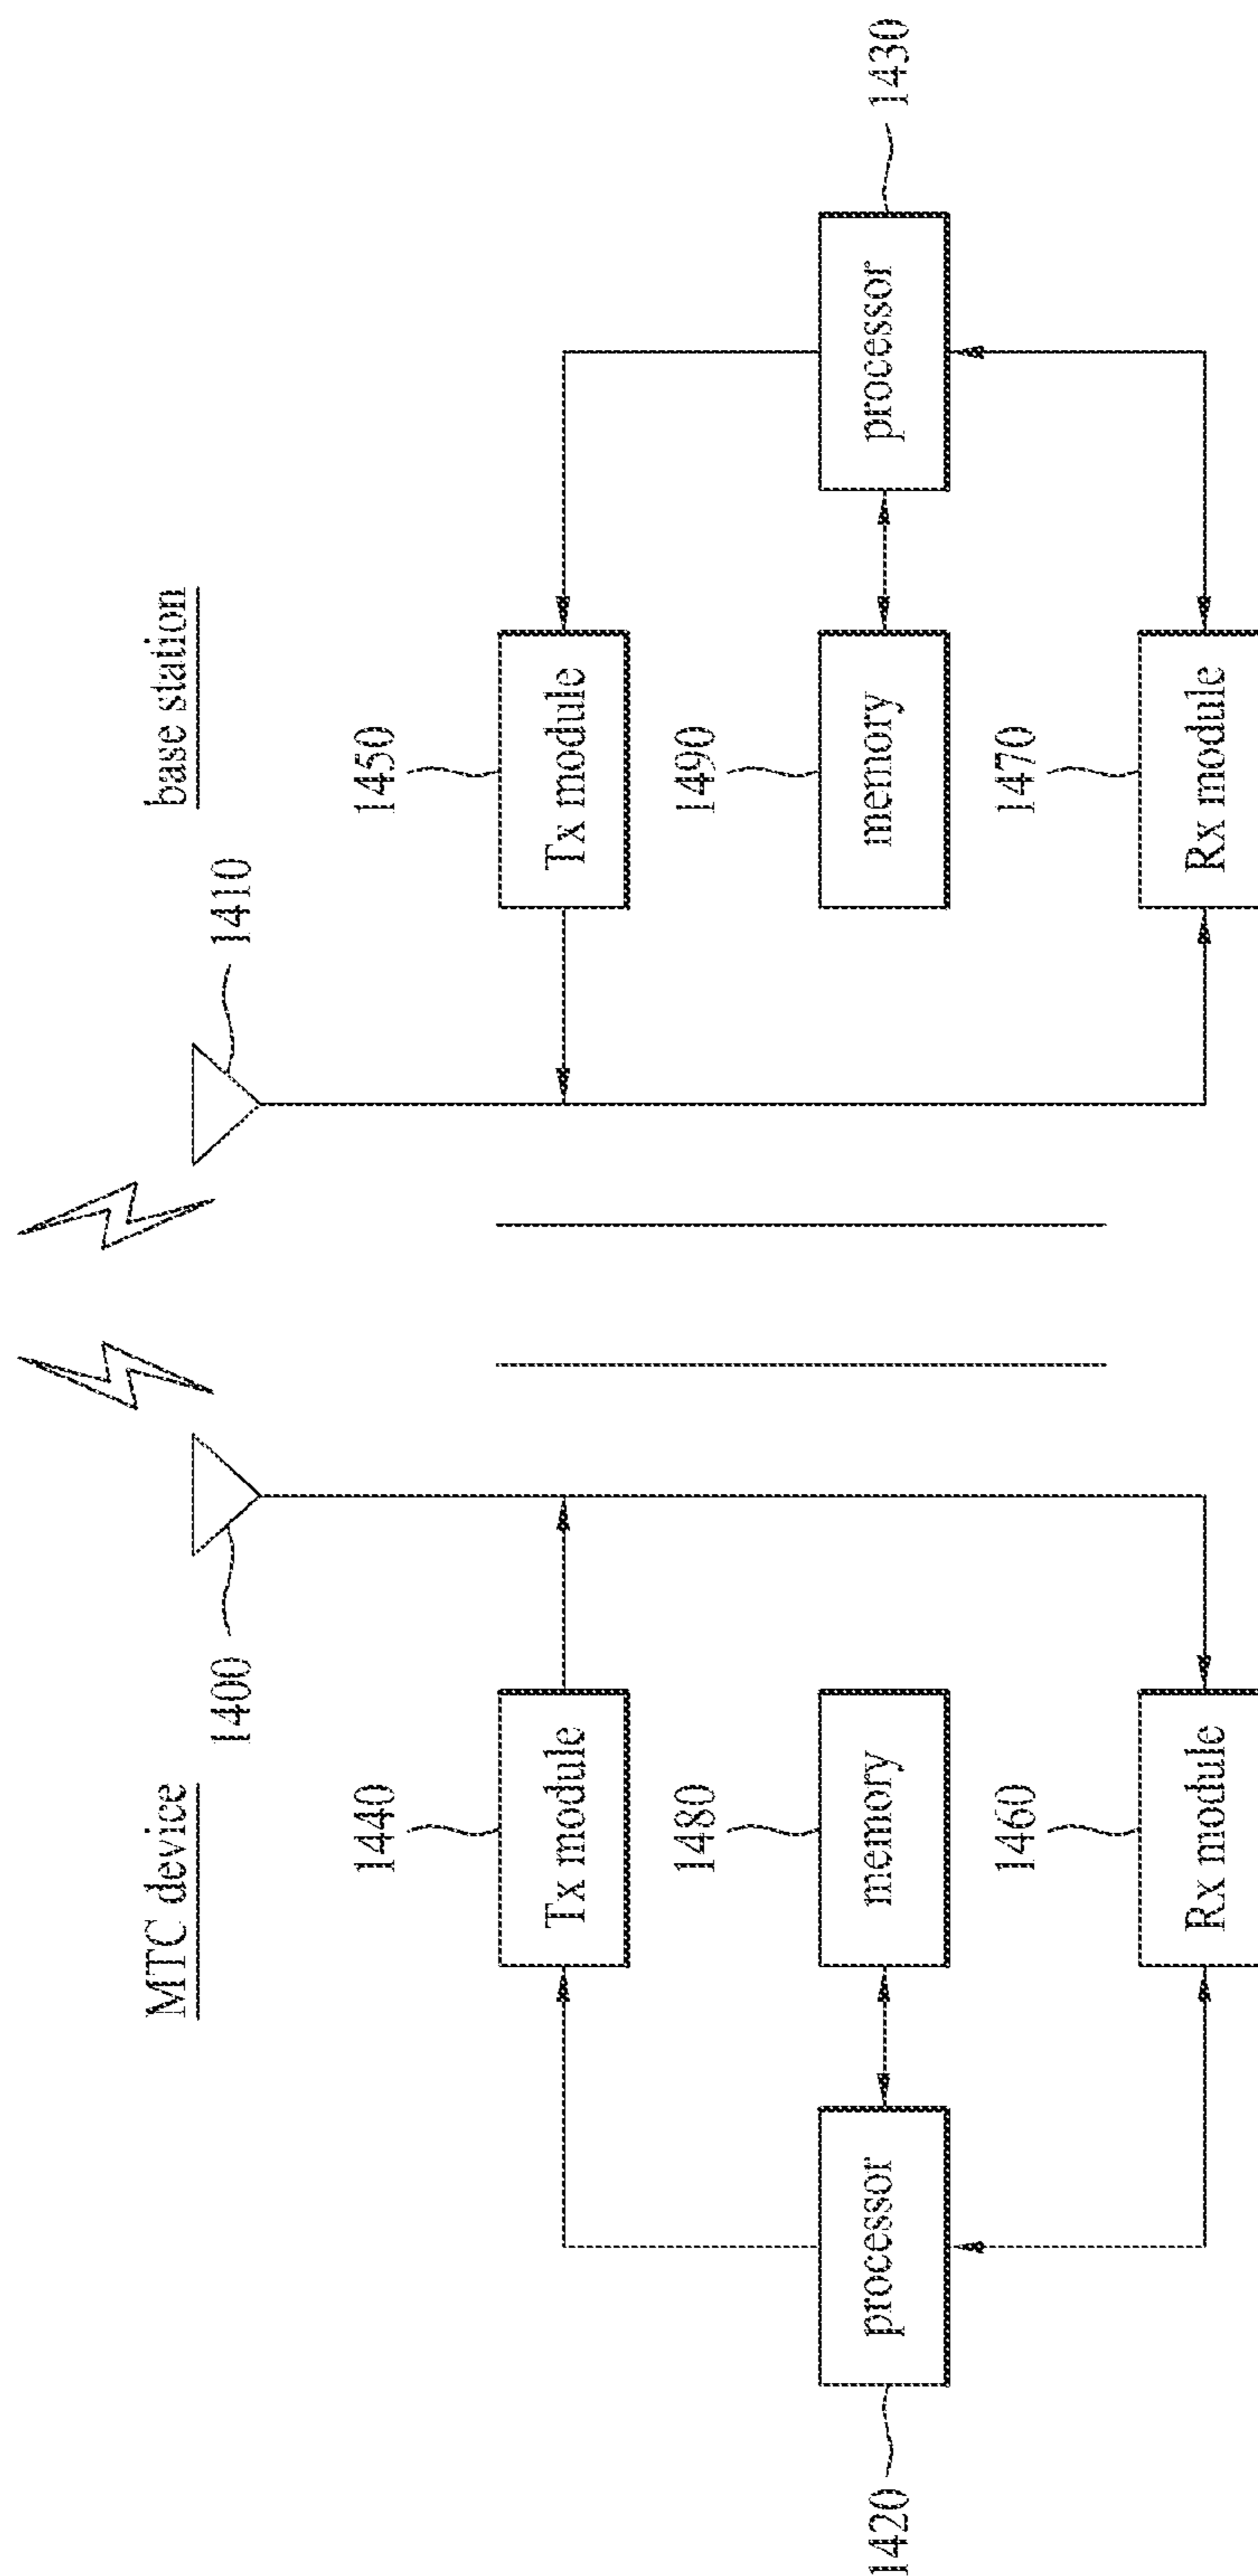 MTC device
base station
1400
1410
1440
Tx module
1450
Tx module
1420
processor
1480
memory
1490
memory
processor
1430
1460
Rx module
1470
Rx module